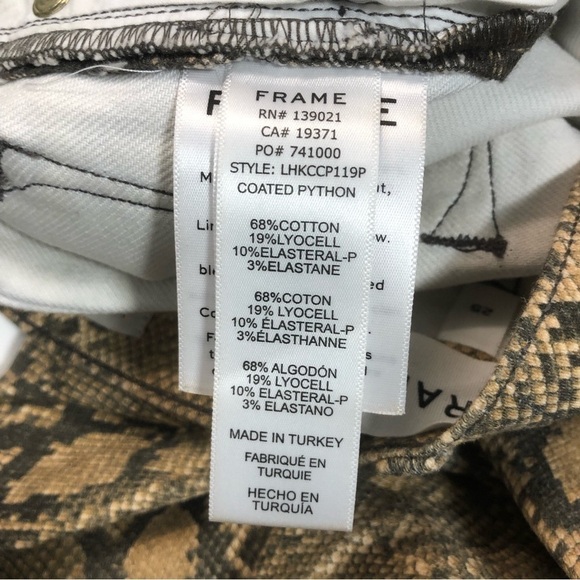 FRAME
RN# 139021
CA# 19371
PO# 741000
STYLE: LHKCCP119P
COATED PYTHON
68%COTTON
19%LYOCELL
10%ELASTERAL-P
3%ELASTANE
68%COTON
19% LYOCELL
10% ÉLASTERAL-P
3%ÉLASTHANNE
68% ALGODÓN
19% LYOCELL
10% ELASTERAL-P
3% ELASTANO
MADE IN TURKEY
FABRIQUÉ EN
TURQUIE
HECHO EN
TURQUÍA
25